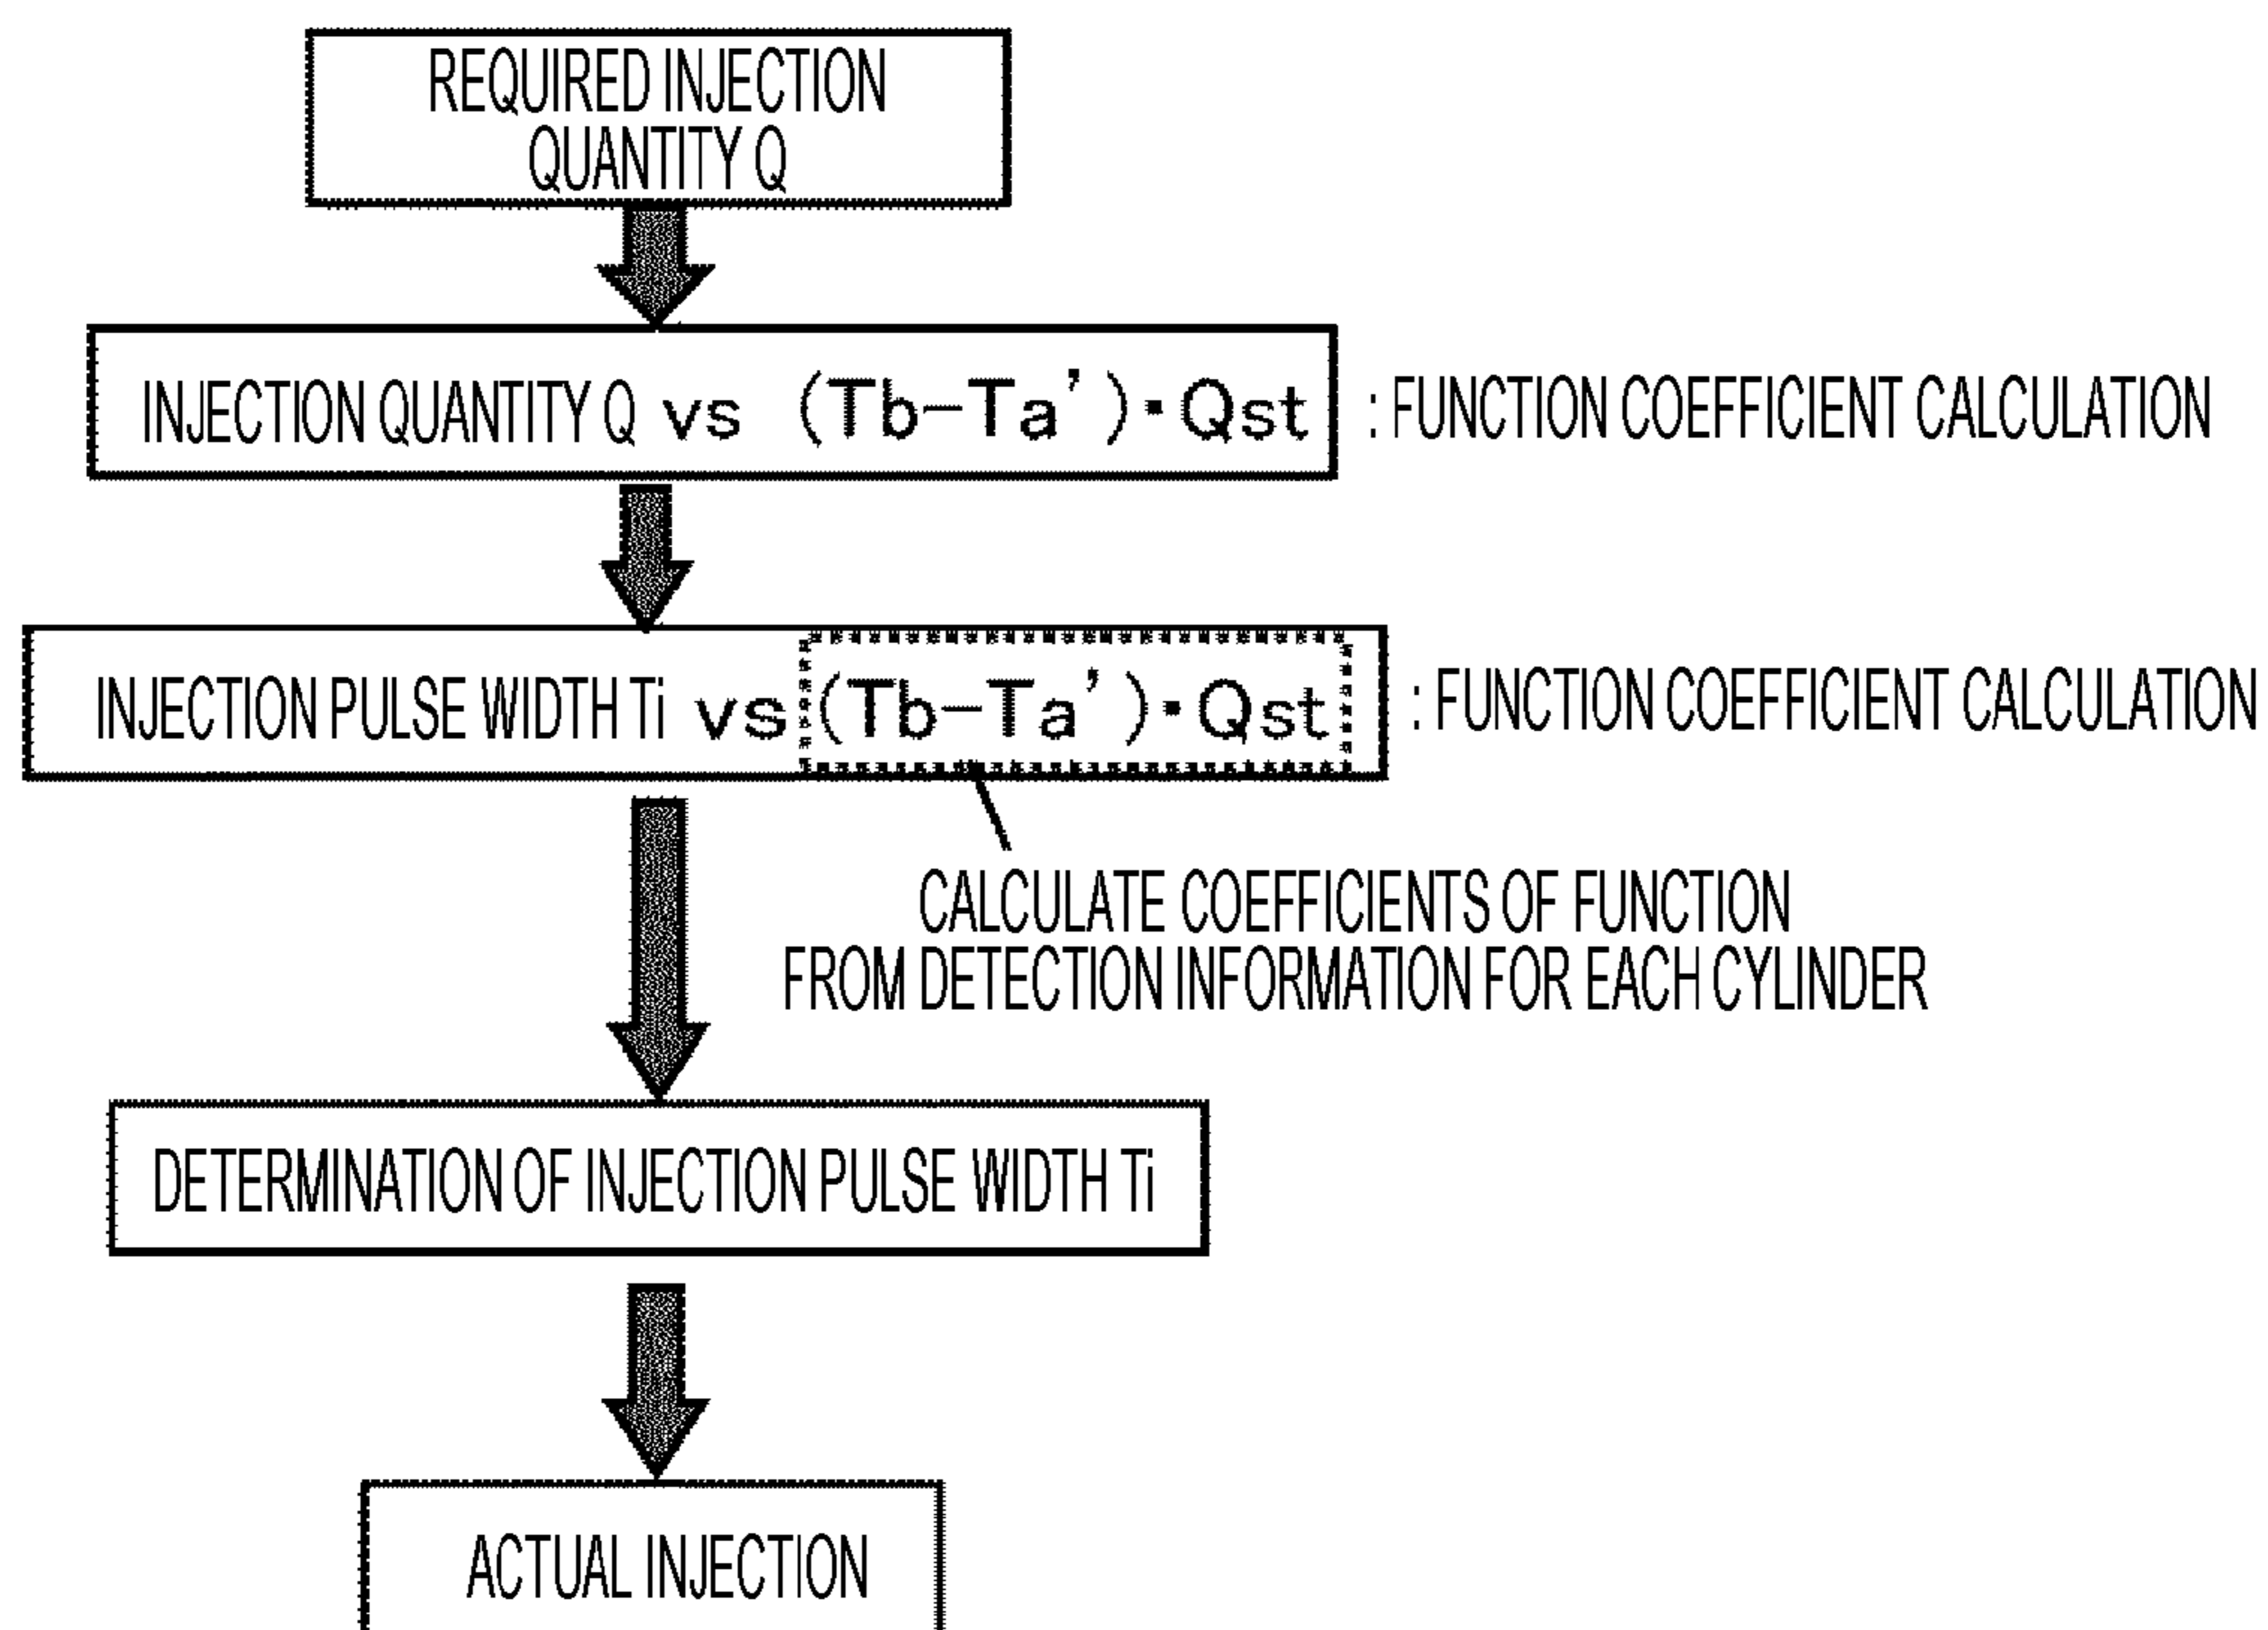 REQUIRED INJECTION
QUANTITY Q
INJECTION QUANTITY Q vs (Tb-Ta')・Qst : FUNCTION COEFFICIENT CALCULATION
INJECTION PULSE WIDTH Ti vs (Tb-Ta')・Qst : FUNCTION COEFFICIENT CALCULATION
CALCULATE COEFFICIENTS OF FUNCTION
FROM DETECTION INFORMATION FOR EACH CYLINDER
DETERMINATION OF INJECTION PULSE WIDTH Ti
ACTUAL INJECTION